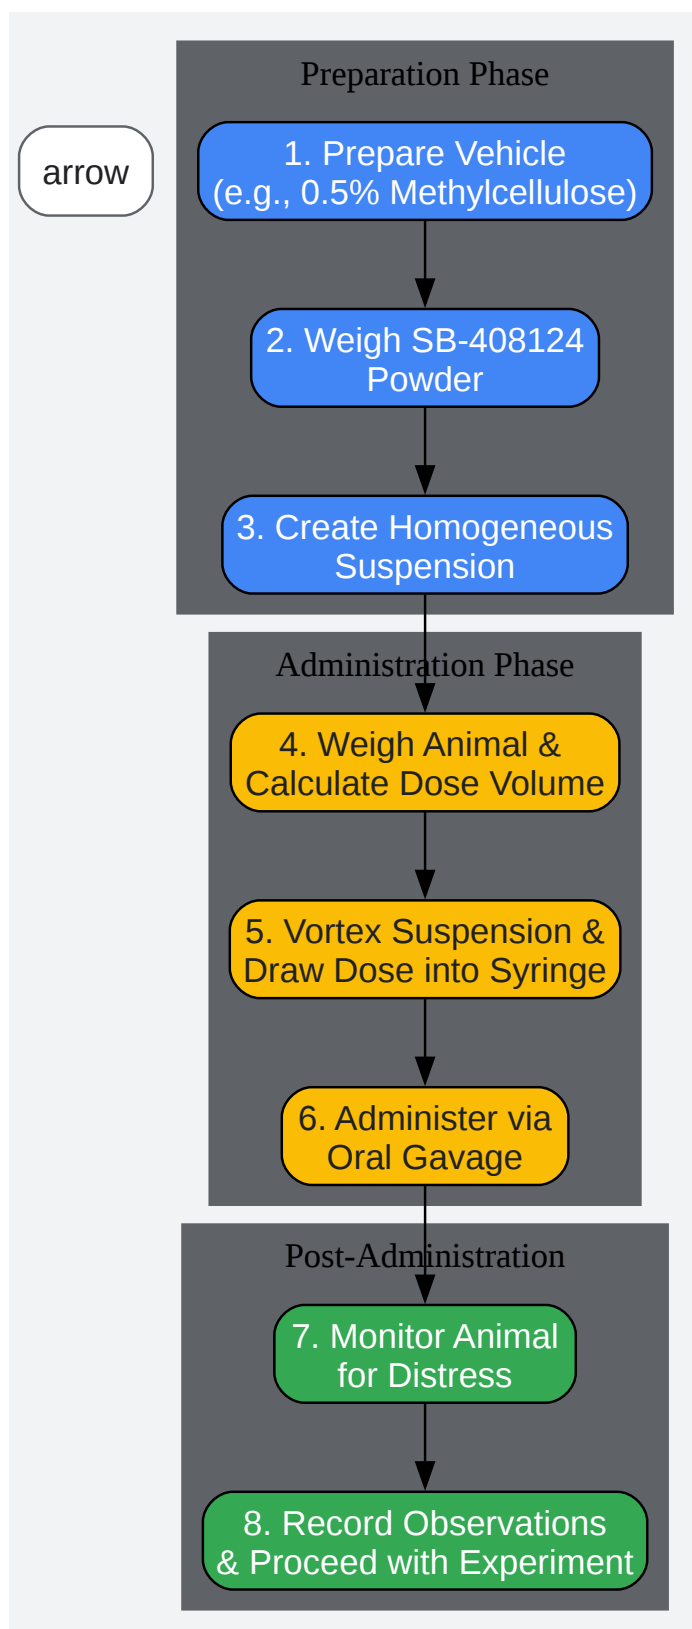 Preparation Phase
arrow
1. Prepare Vehicle
(e.g., 0.5% Methylcellulose)
2. Weigh SB-408124
Powder
3. Create Homogeneous
Suspension
Administration Phase
4. Weigh Animal &
Calculate Dose Volume
5. Vortex Suspension &
Draw Dose into Syringe
6. Administer via
Oral Gavage
Post-Administration
7. Monitor Animal
for Distress
8. Record Observations
& Proceed with Experiment